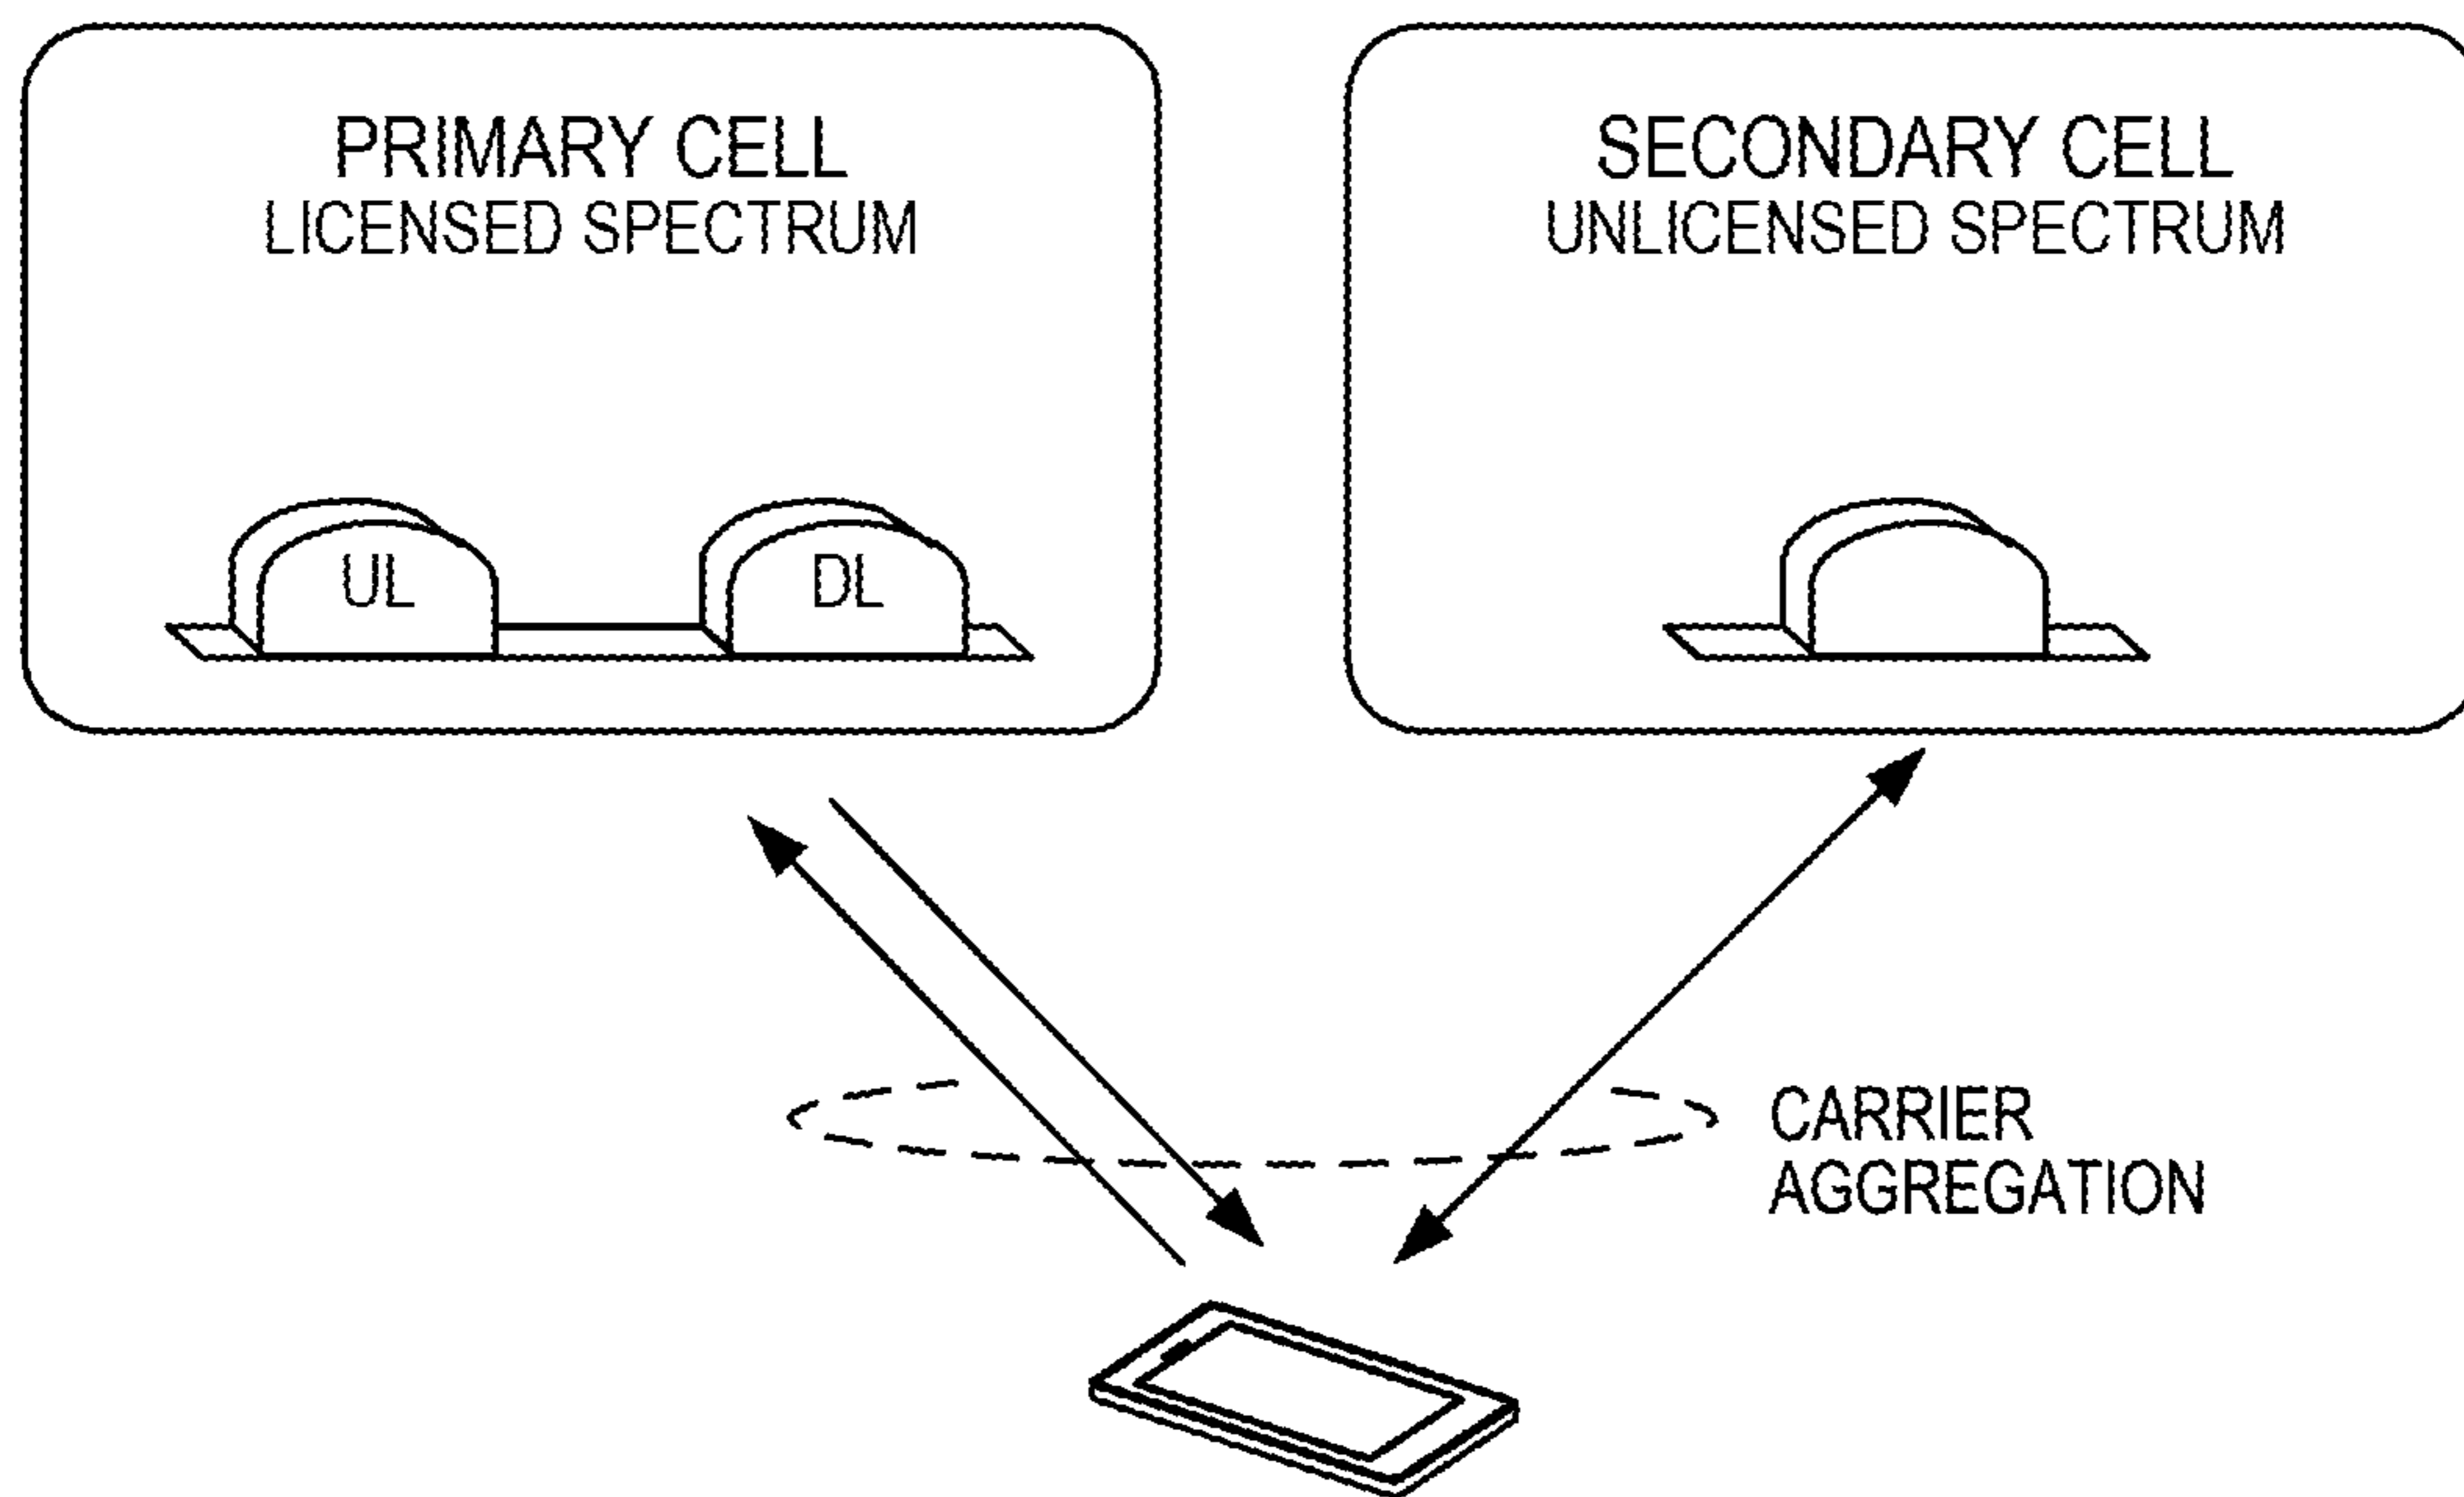 PRIMARY CELL
LICENSED SPECTRUM
UL
DL
SECONDARY CELL
UNLICENSED SPECTRUM
CARRIER
AGGREGATION